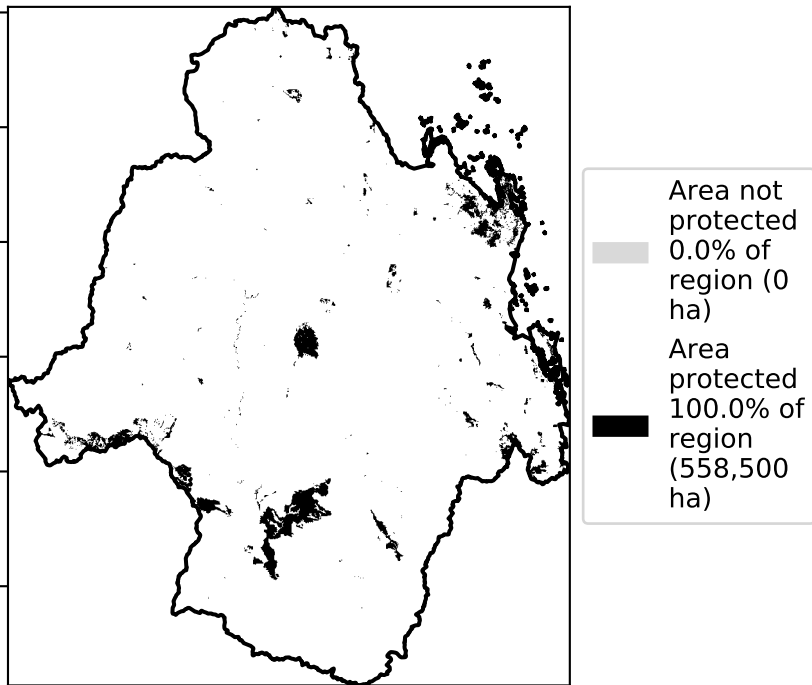 Area not
protected
0.0% of
region (0
ha)
Area
protected
100.0% of
region
(558,500
ha)